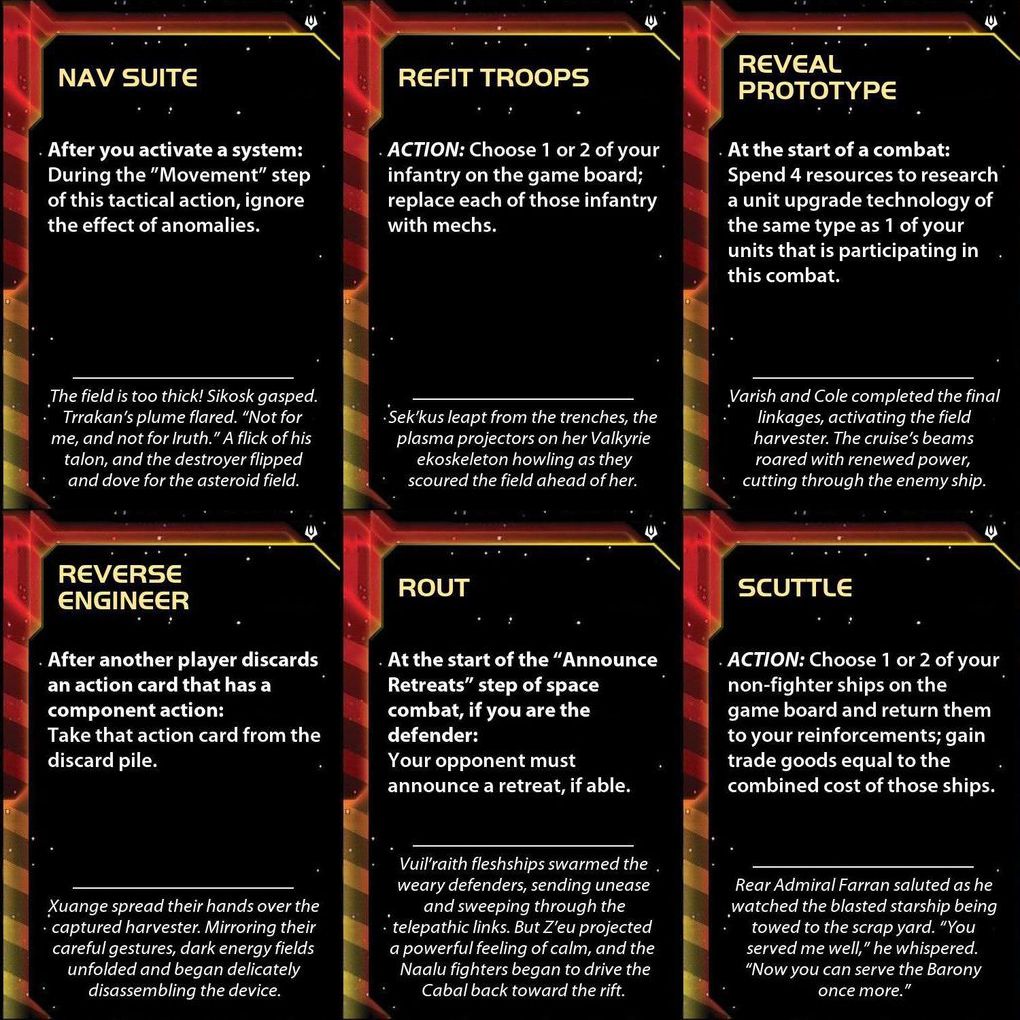 NAV SUITE
After you activate a system:
During the ”Movement” step
of this tactical action, ignore
the effect of anomalies.
The field is too thick! Sikosk gasped.
Trrakan’s plume flared. “Not for
me, and not for Iruth.” A flick of his
talon, and the destroyer flipped
and dove for the asteroid field.
REFIT TROOPS
ACTION: Choose 1 or 2 of your
infantry on the game board;
replace each of those infantry
with mechs.
Sek’kus leapt from the trenches, the
plasma projectors on her Valkyrie
ekoskeleton howling as they
scoured the field ahead of her.
REVEAL
PROTOTYPE
At the start of a combat:
Spend 4 resources to research
a unit upgrade technology of
the same type as 1 of your
units that is participating in
this combat.
Varish and Cole completed the final
linkages, activating the field
harvester. The cruise’s beams
roared with renewed power,
cutting through the enemy ship.
REVERSE
ENGINEER
After another player discards
an action card that has a
component action:
Take that action card from the
discard pile.
Xuange spread their hands over the
captured harvester. Mirroring their
careful gestures, dark energy fields
unfolded and began delicately
disassembling the device.
ROUT
At the start of the “Announce
Retreats” step of space
combat, if you are the
defender:
Your opponent must
announce a retreat, if able.
Vuil’raith fleshships swarmed the
weary defenders, sending unease
and sweeping through the
telepathic links. But Z’eu projected
a powerful feeling of calm, and the
Naalu fighters began to drive the
Cabal back toward the rift.
SCUTTLE
ACTION: Choose 1 or 2 of your
non-fighter ships on the
game board and return them
to your reinforcements; gain
trade goods equal to the
combined cost of those ships.
Rear Admiral Farran saluted as he
watched the blasted starship being
towed to the scrap yard. “You
served me well,” he whispered.
“Now you can serve the Barony
once more.”